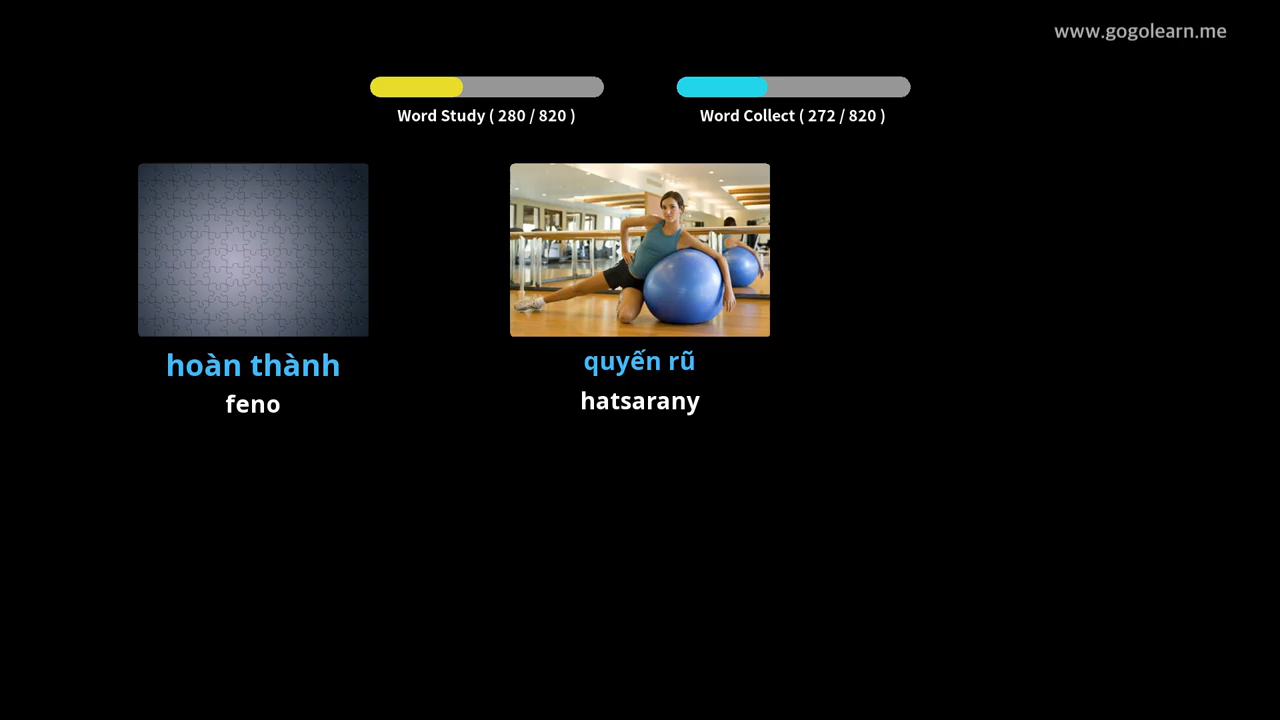 www.gogolearn.me
Word Study ( 280 / 820 )
Word Collect ( 272 / 820 )
hoàn thành
feno
quyến rũ
hatsarany